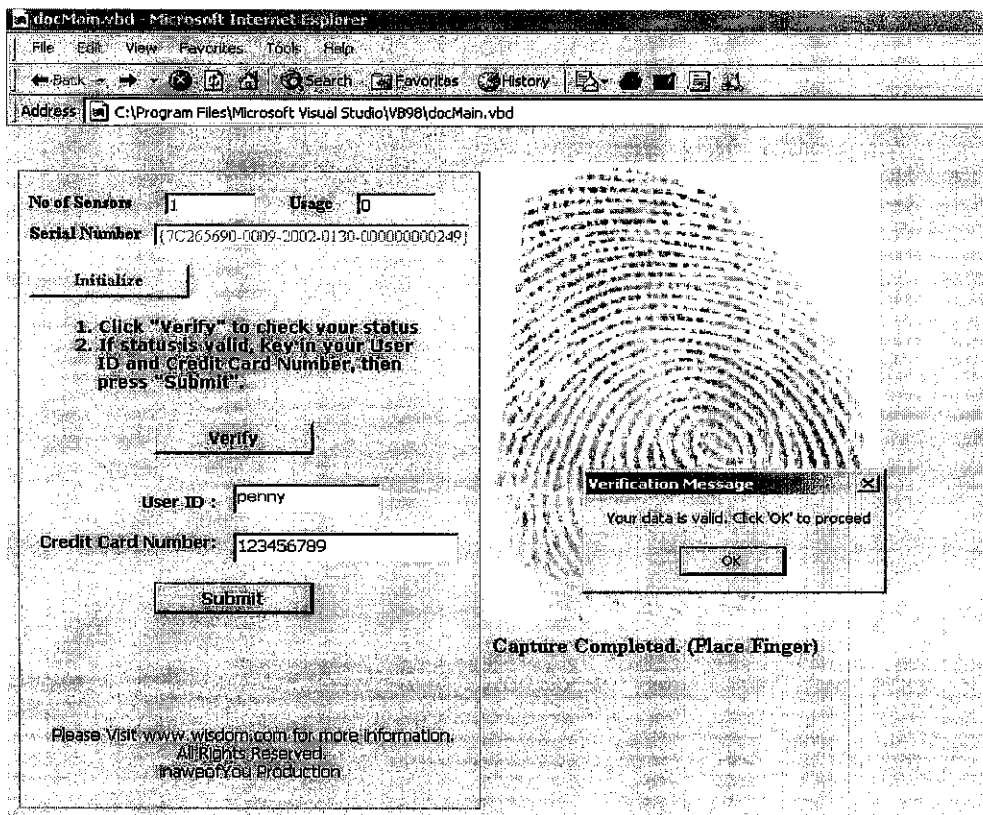 docMain.vbd - Microsoft Internet Explorer
File Edit View Favorites Tools Help
Back Search Favorites History
Address C:\Program Files\Microsoft Visual Studio\VB98\docMain.vbd
No of Sensors 1 Usage 0
Serial Number {7C265690-0009-2002-0130-000000000249}
Initialize
1. Click "Verify" to check your status
2. If status is valid, Key in your User
ID and Credit Card Number, then
press "Submit".
Verify
Verification Message
Your data is valid. Click 'OK' to proceed
OK
User ID : penny
Credit Card Number: 123456789
Submit
Capture Completed. (Place Finger)
Please Visit www.wisdom.com for more information.
All Rights Reserved.
InaweofYou Production